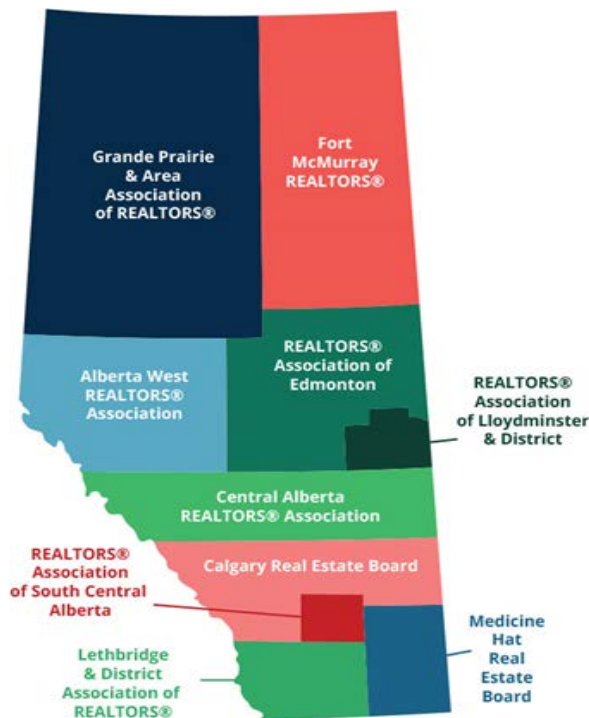 Grande Prairie
& Area
Association
of REALTORS®
Fort
McMurray
REALTORS®
Alberta West
REALTORS®
Association
REALTORS®
Association of
Edmonton
REALTORS®
Association
of Lloydminster
& District
Central Alberta
REALTORS® Association
REALTORS®
Association
of South Central
Alberta
Calgary Real Estate Board
Lethbridge
& District
Association of
REALTORS®
Medicine
Hat
Real
Estate
Board